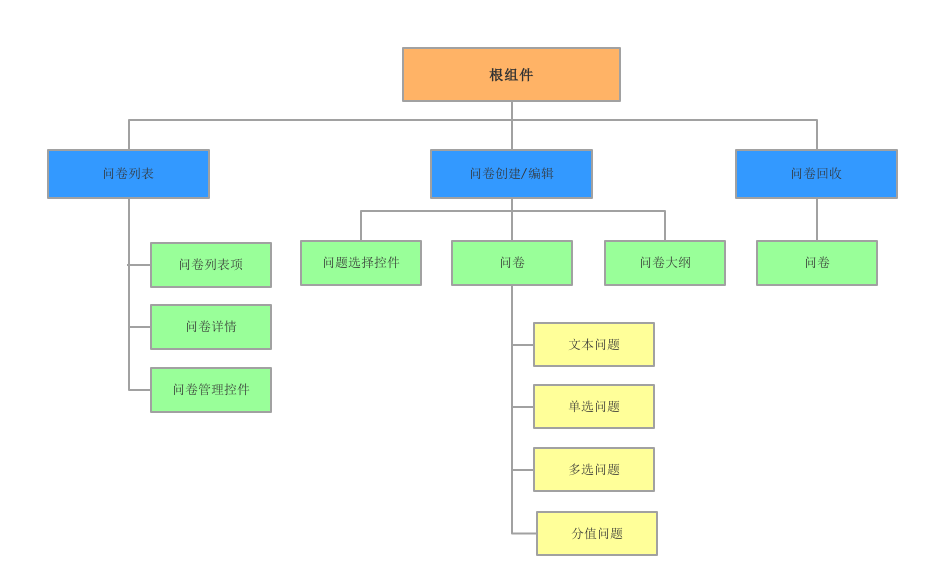 根组件
问卷列表
问卷创建/编辑
问卷回收
问卷列表项
问卷详情
问卷管理控件
问题选择控件
问卷
问卷大纲
问卷
文本问题
单选问题
多选问题
分值问题